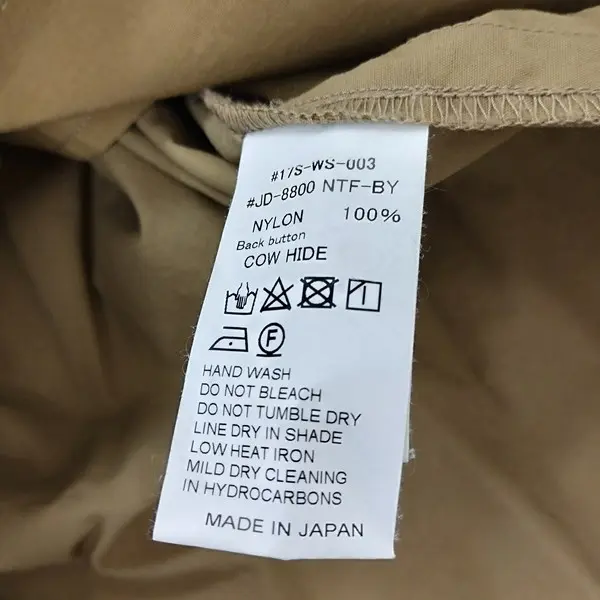 #17S-WS-003
#JD-8800 NTF-BY
NYLON 100%
Back button
COW HIDE
F
HAND WASH
DO NOT BLEACH
DO NOT TUMBLE DRY
LINE DRY IN SHADE
LOW HEAT IRON
MILD DRY CLEANING
IN HYDROCARBONS
MADE IN JAPAN